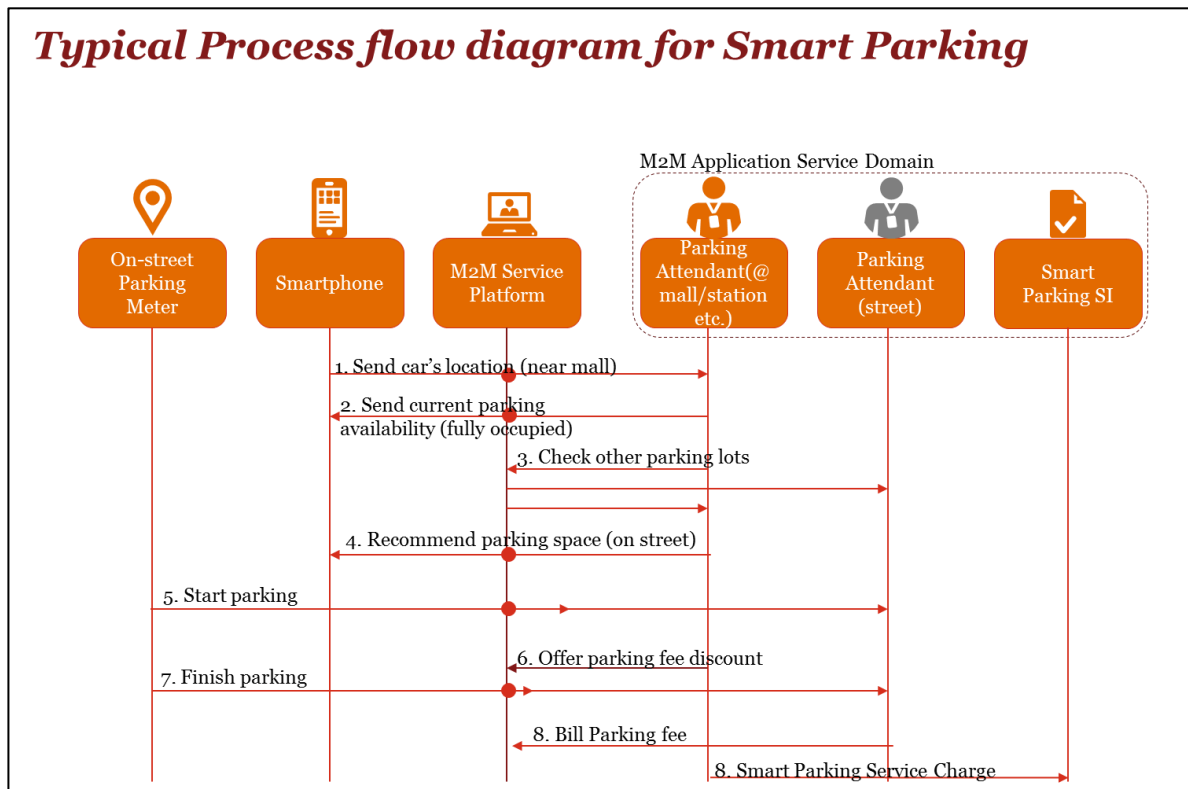 Typical Process flow diagram for Smart Parking
M2M Application Service Domain
On-street
Parking
Meter
Smartphone
M2M Service
Platform
Parking
Attendant(@
mall/station
etc.)
Parking
Attendant
(street)
Smart
Parking SI
1. Send car’s location (near mall)
2. Send current parking
availability (fully occupied)
3. Check other parking lots
4. Recommend parking space (on street)
5. Start parking
6. Offer parking fee discount
7. Finish parking
8. Bill Parking fee
8. Smart Parking Service Charge